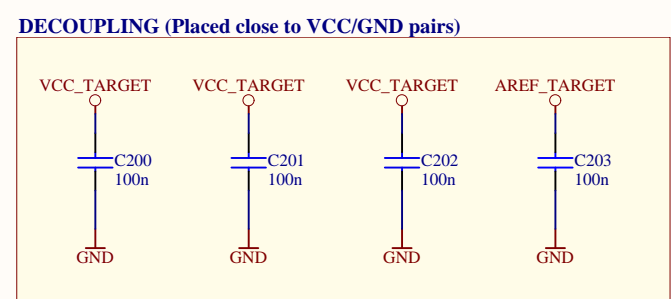 DECOUPLING (Placed close to VCC/GND pairs)
VCC_TARGET VCC_TARGET VCC_TARGET AREF_TARGET
C200 C201 C202 C203
100n 100n 100n 100n
GND GND GND GND